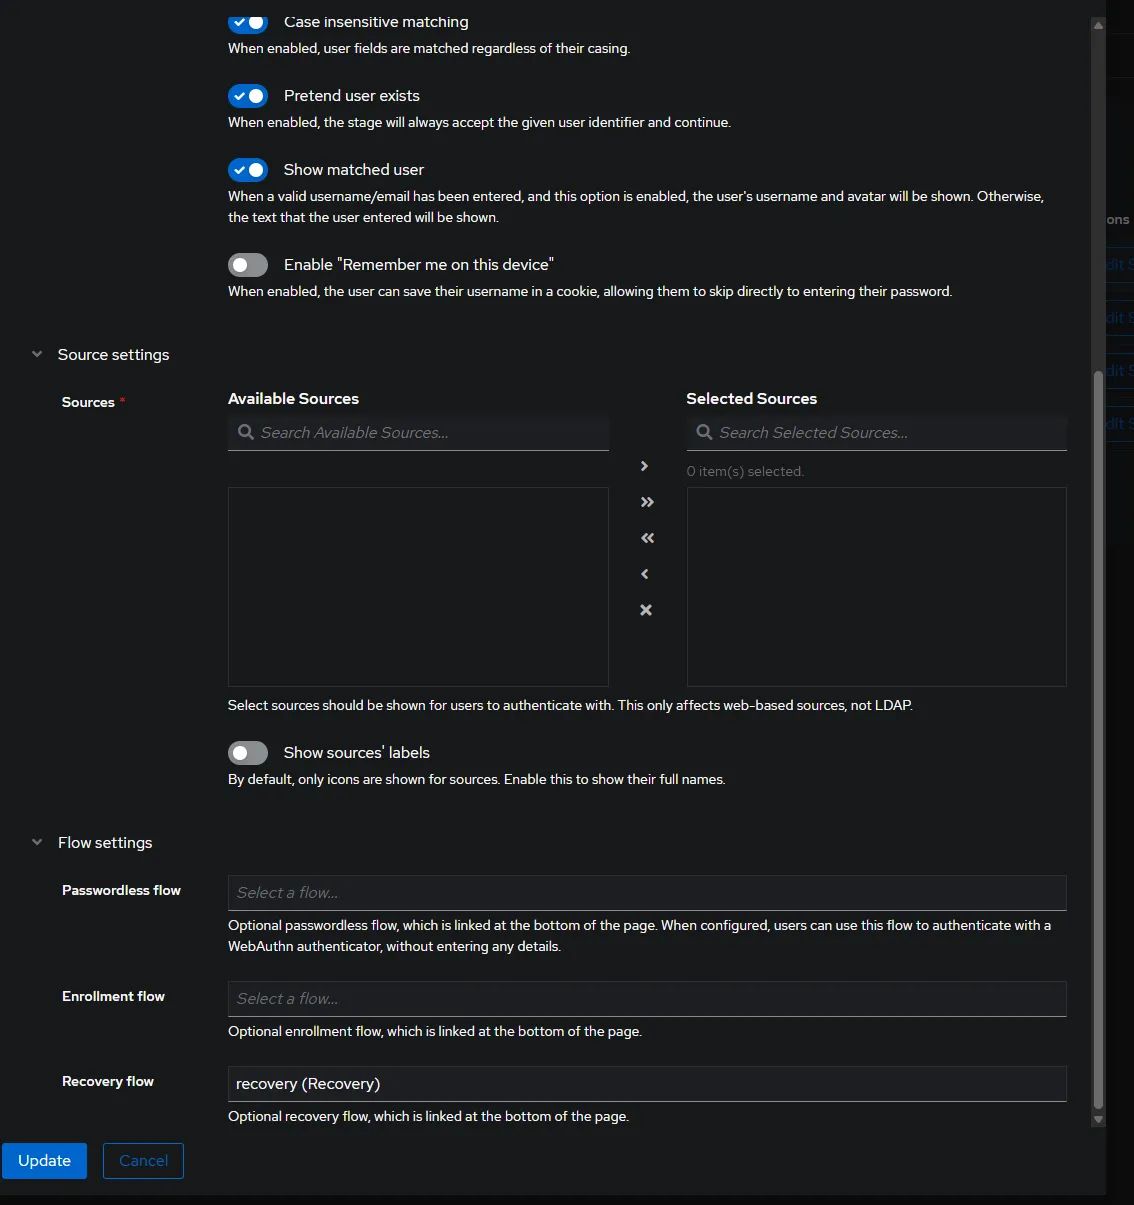 Case insensitive matching
When enabled, user fields are matched regardless of their casing.
Pretend user exists
When enabled, the stage will always accept the given user identifier and continue.
Show matched user
When a valid username/email has been entered, and this option is enabled, the user's username and avatar will be shown. Otherwise,
the text that the user entered will be shown.
ons
Enable "Remember me on this device"
dit S
When enabled, the user can save their username in a cookie, allowing them to skip directly to entering their password.
dit S
Source settings
dit S
Sources *
Available Sources
Selected Sources
dit S
Search Available Sources...
Search Selected Sources...
0 item(s) selected.
Select sources should be shown for users to authenticate with. This only affects web-based sources, not LDAP.
Show sources' labels
By default, only icons are shown for sources. Enable this to show their full names.
Flow settings
Passwordless flow
Select a flow...
Optional passwordless flow, which is linked at the bottom of the page. When configured, users can use this flow to authenticate with a
WebAuthn authenticator, without entering any details.
Enrollment flow
Select a flow...
Optional enrollment flow, which is linked at the bottom of the page.
Recovery flow
recovery (Recovery)
Optional recovery flow, which is linked at the bottom of the page.
Update
Cancel